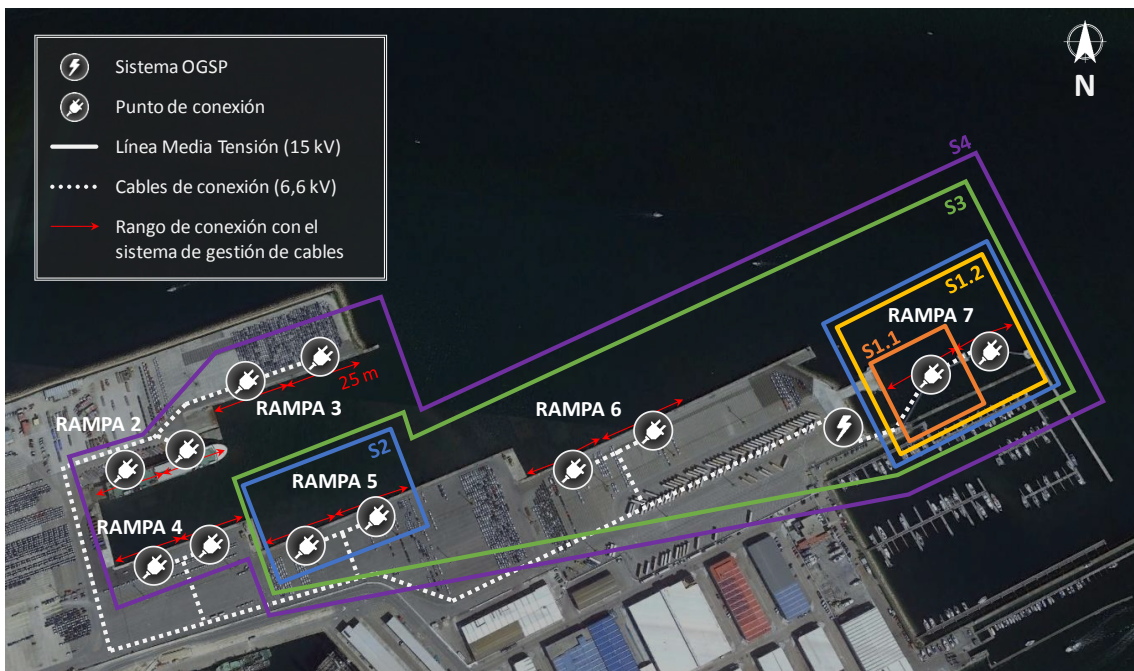 Sistema OGSP
Punto de conexión
Línea Media Tensión (15 kV)
Cables de conexión (6,6 kV)
Rango de conexión con el
sistema de gestión de cables
N
S4
S3
S1.2
RAMPA 7
S1.1
25 m
RAMPA 3
RAMPA 6
RAMPA 2
S2
RAMPA 5
RAMPA 4